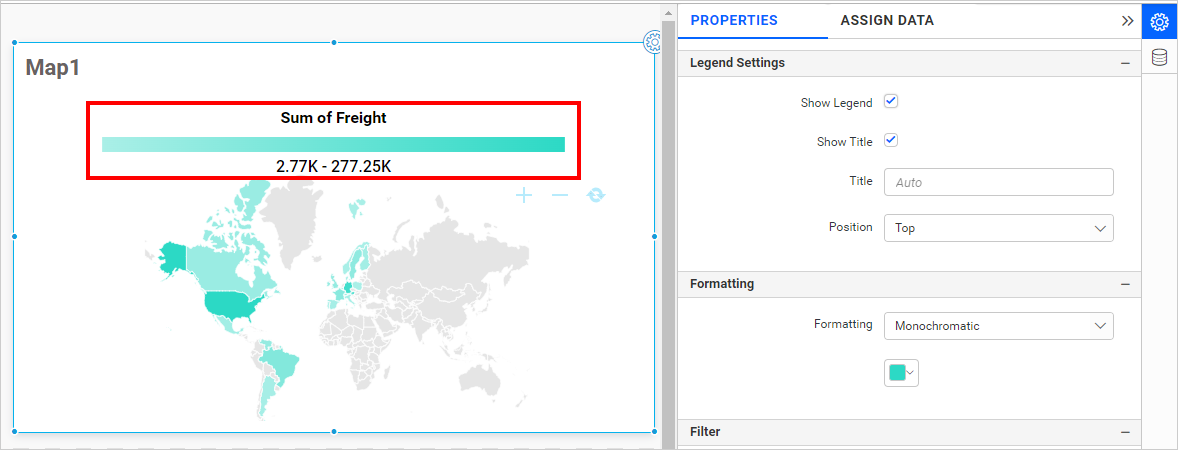 PROPERTIES
ASSIGN DATA
Map1
Sum of Freight
2.77K - 277.25K
Legend Settings
Show Legend
Show Title
Title
Auto
Position
Top
Formatting
Formatting
Monochromatic
Filter